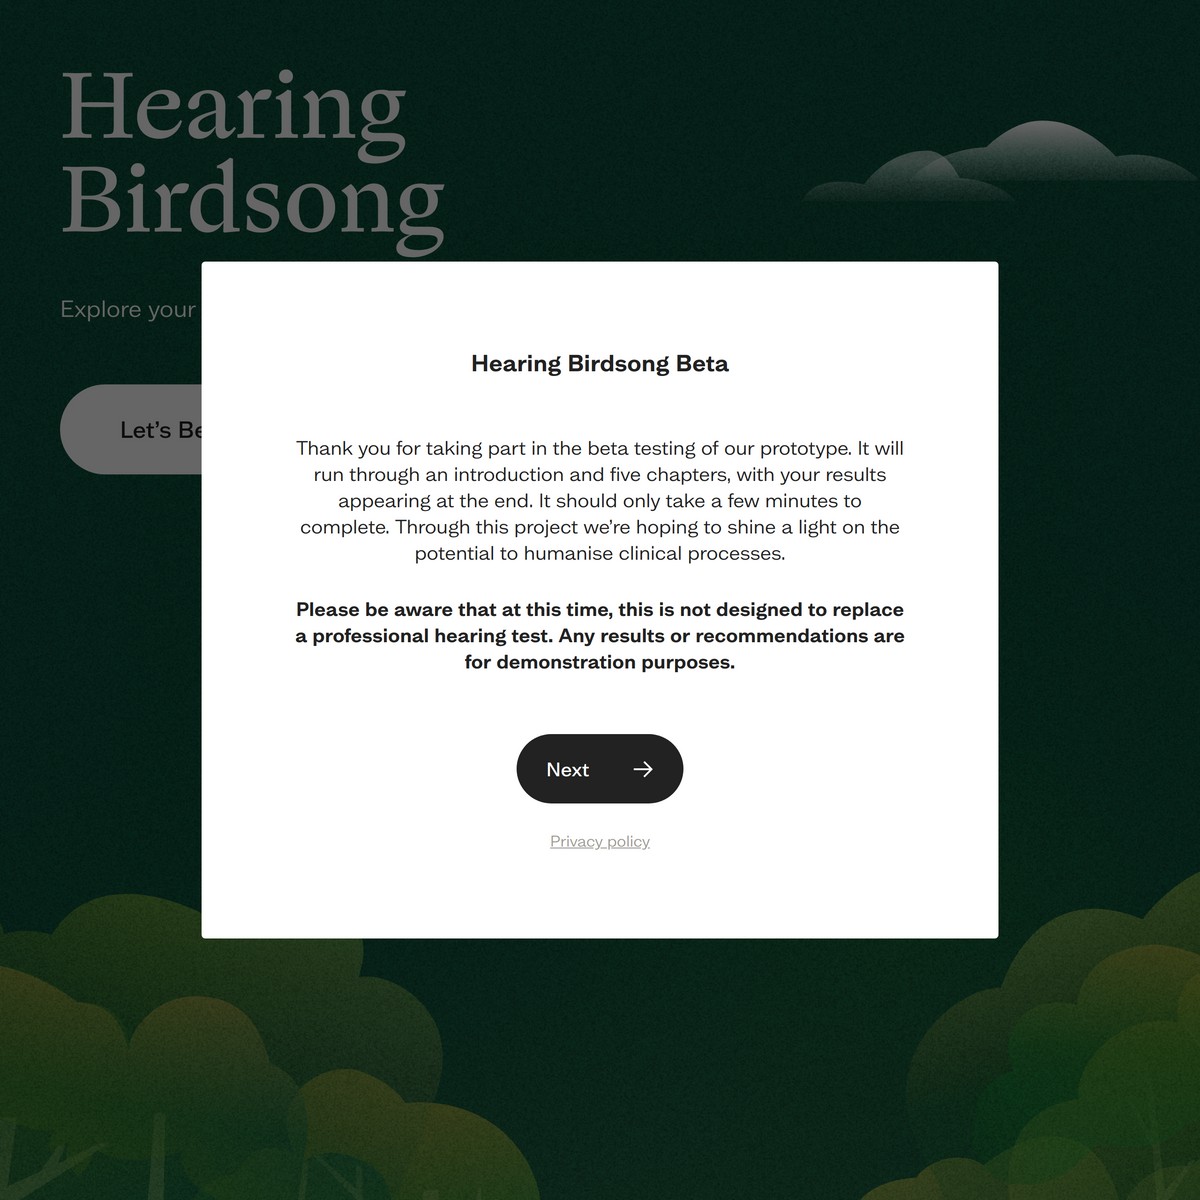 Hearing
Birdsong
Explore your
Let's Be
Hearing Birdsong Beta
Thank you for taking part in the beta testing of our prototype. It will
run through an introduction and five chapters, with your results
appearing at the end. It should only take a few minutes to
complete. Through this project we’re hoping to shine a light on the
potential to humanise clinical processes.
Please be aware that at this time, this is not designed to replace
a professional hearing test. Any results or recommendations are
for demonstration purposes.
Next
Privacy policy